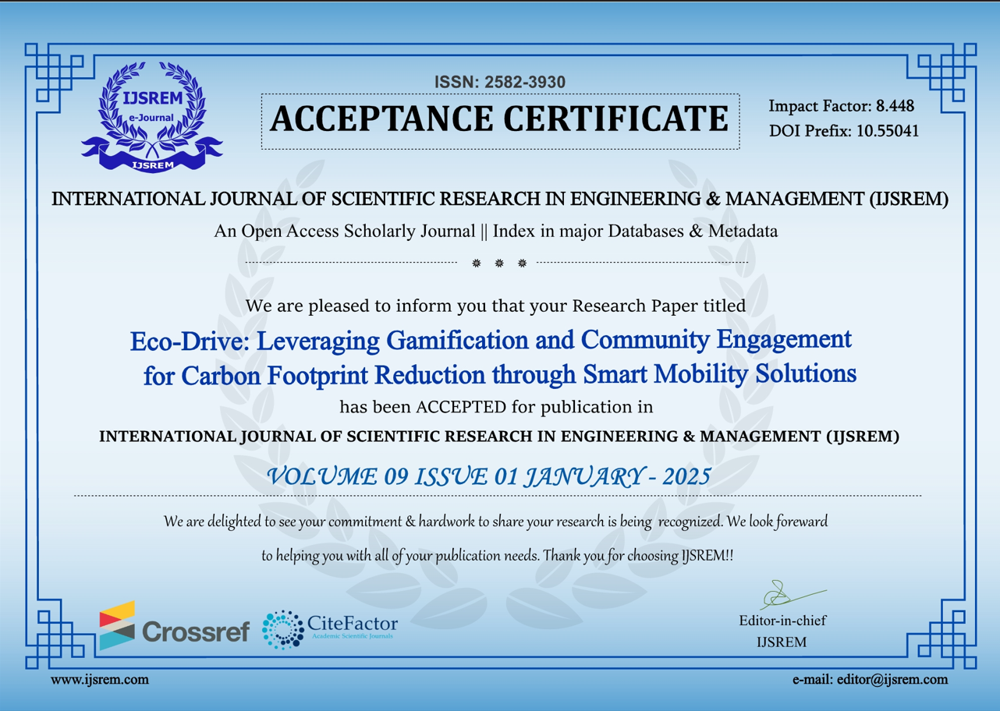 ISSN: 2582-3930
IJSREM
e-Journal
IJSREM
ACCEPTANCE CERTIFICATE
Impact Factor: 8.448
DOI Prefix: 10.55041
INTERNATIONAL JOURNAL OF SCIENTIFIC RESEARCH IN ENGINEERING & MANAGEMENT (IJSREM)
An Open Access Scholarly Journal || Index in major Databases & Metadata
We are pleased to inform you that your Research Paper titled
Eco-Drive: Leveraging Gamification and Community Engagement
for Carbon Footprint Reduction through Smart Mobility Solutions
has been ACCEPTED for publication in
INTERNATIONAL JOURNAL OF SCIENTIFIC RESEARCH IN ENGINEERING & MANAGEMENT (IJSREM)
VOLUME 09 ISSUE 01 JANUARY - 2025
We are delighted to see your commitment & hardwork to share your research is being recognized. We look foreward
to helping you with all of your publication needs. Thank you for choosing IJSREM!!
Crossref
CiteFactor
Academic Scientific Journals
Editor-in-chief
IJSREM
www.ijsrem.com
e-mail: editor@ijsrem.com